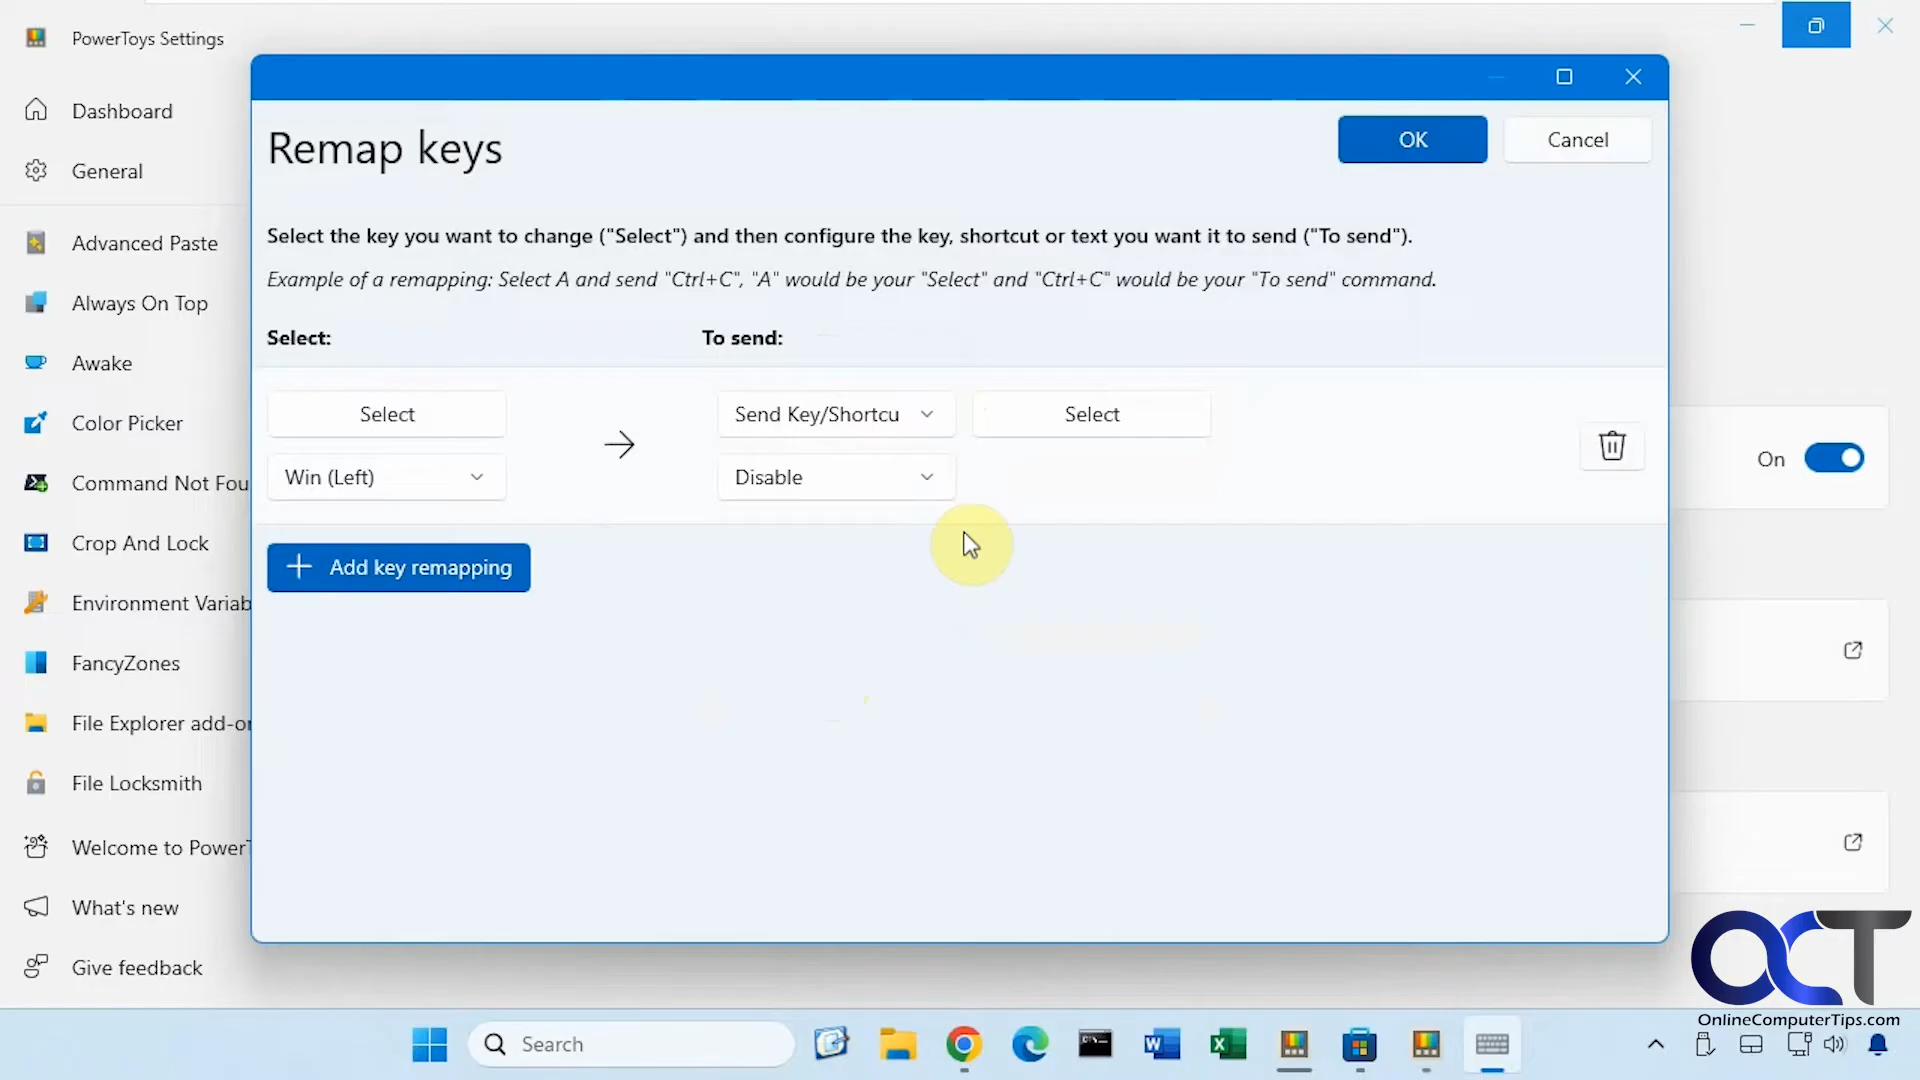 PowerToys Settings
Dashboard
General
Advanced Paste
Always On Top
Awake
Color Picker
Command Not Fou
Crop And Lock
Environment Variab
FancyZones
File Explorer add-on
File Locksmith
Welcome to PowerT
What's new
Give feedback
Remap keys
OK
Cancel
Select the key you want to change ("Select") and then configure the key, shortcut or text you want it to send ("To send").
Example of a remapping: Select A and send "Ctrl+C", "A" would be your "Select" and "Ctrl+C" would be your "To send" command.
Select:
To send:
Select
Send Key/Shortcu
Select
Win (Left)
Disable
Add key remapping
On
OCT
OnlineComputerTips.com
Search